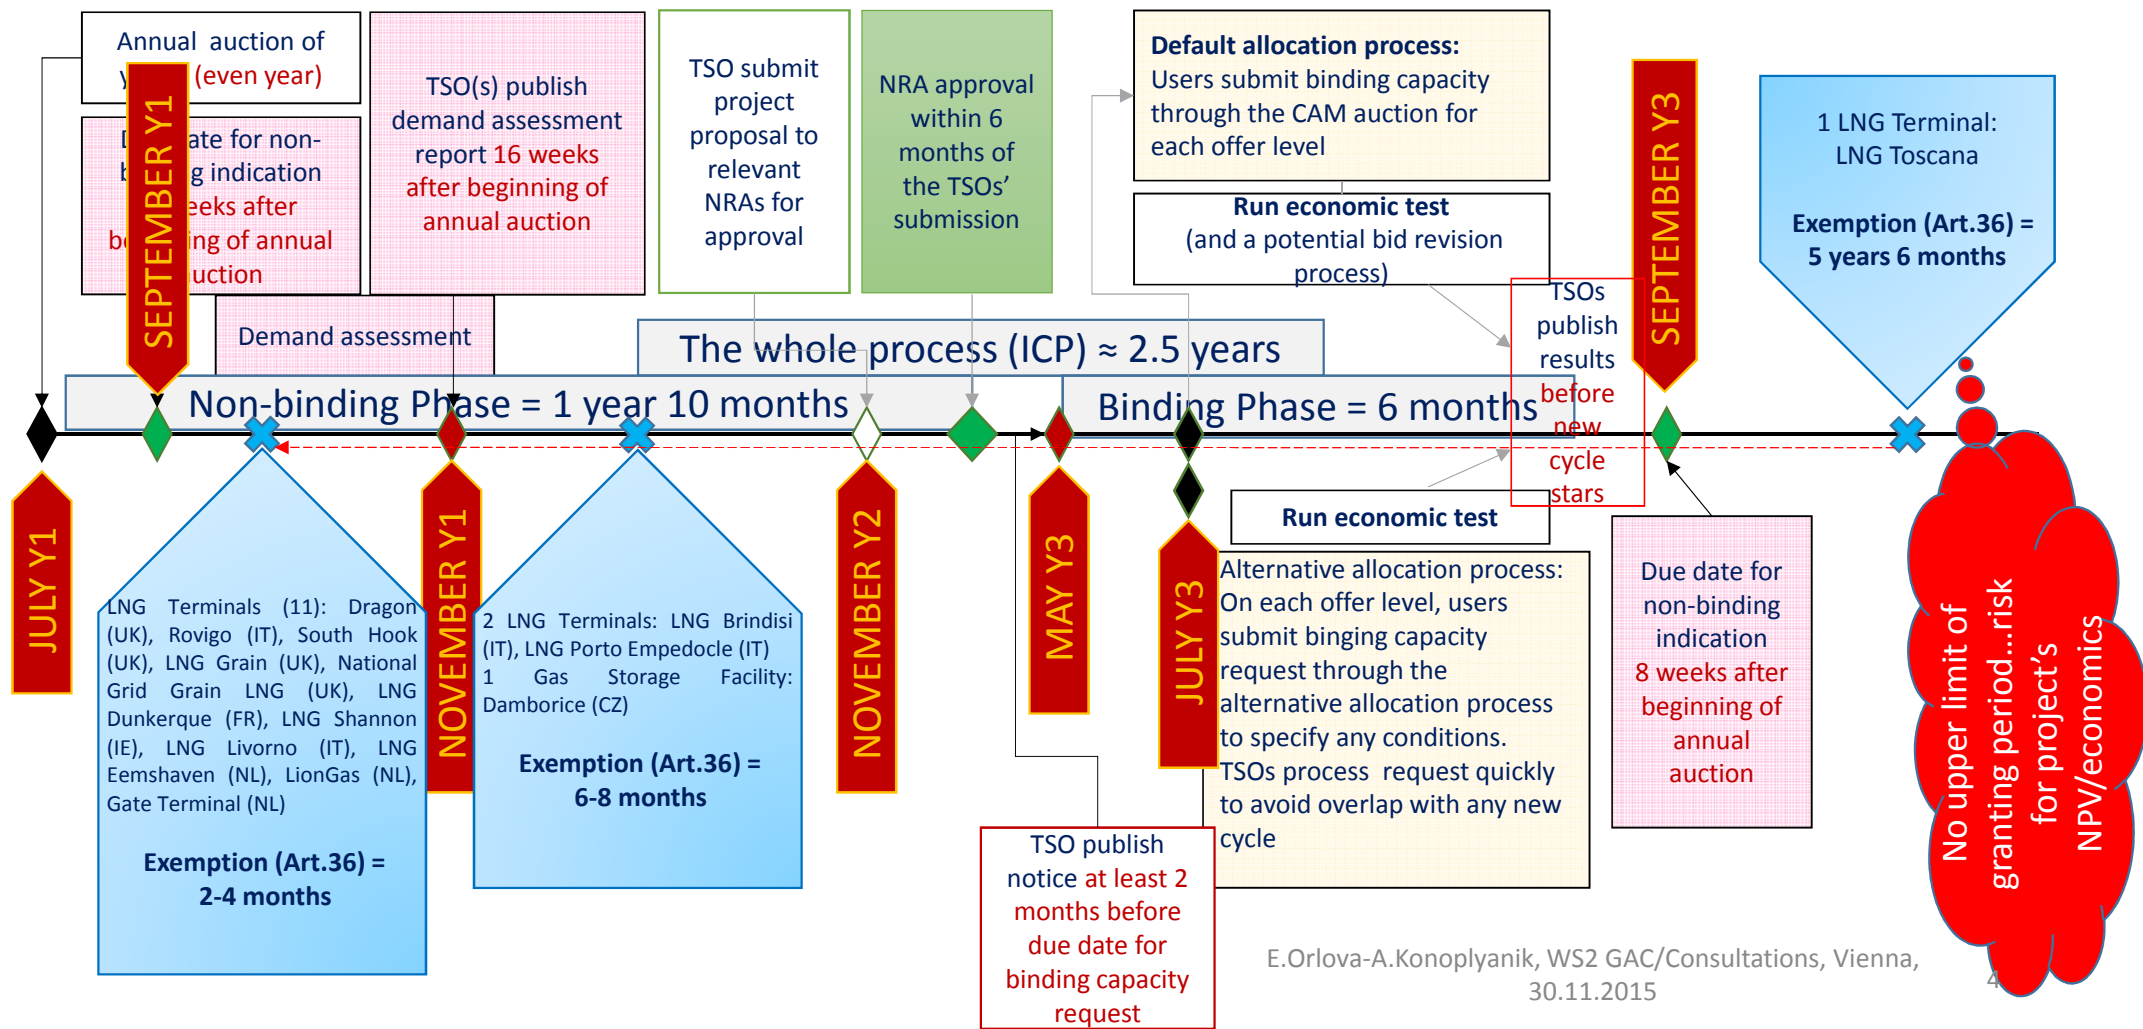 Annual auction of
(even year)
SEPTEMBER Y1
ate for non-
indication
eeks after
ing of annual
uction
TSO(s) publish
demand assessment
report 16 weeks
after beginning of
annual auction
TSO submit
project
proposal to
relevant
NRAs for
approval
NRA approval
within 6
months of
the TSOs’
submission
Default allocation process:
Users submit binding capacity
through the CAM auction for
each offer level
Run economic test
(and a potential bid revision
process)
TSOs
publish
results
before
new
cycle
stars
SEPTEMBER Y3
1 LNG Terminal:
LNG Toscana
Exemption (Art.36) =
5 years 6 months
Demand assessment
The whole process (ICP) ≈ 2.5 years
Non-binding Phase = 1 year 10 months
Binding Phase = 6 months
JULY Y1
LNG Terminals (11): Dragon
(UK), Rovigo (IT), South Hook
(UK), LNG Grain (UK), National
Grid Grain LNG (UK), LNG
Dunkerque (FR), LNG Shannon
(IE), LNG Livorno (IT), LNG
Eemshaven (NL), LionGas (NL),
Gate Terminal (NL)
Exemption (Art.36) =
2-4 months
NOVEMBER Y1
2 LNG Terminals: LNG Brindisi
(IT), LNG Porto Empedocle (IT)
1 Gas Storage Facility:
Damborice (CZ)
Exemption (Art.36) =
6-8 months
NOVEMBER Y2
MAY Y3
TSO publish
notice at least 2
months before
due date for
binding capacity
request
JULY Y3
Run economic test
Alternative allocation process:
On each offer level, users
submit binging capacity
request through the
alternative allocation process
to specify any conditions.
TSOs process request quickly
to avoid overlap with any new
cycle
Due date for
non-binding
indication
8 weeks after
beginning of
annual
auction
No upper limit of
granting period...risk
for project’s
NPV/economics
E.Orlova-A.Konoplyanik, WS2 GAC/Consultations, Vienna,
30.11.2015
4